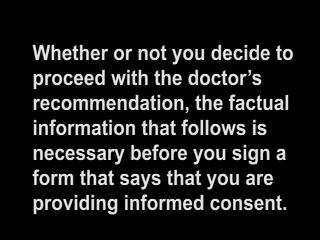 Whether or not you decide to
proceed with the doctor’s
recommendation, the factual
information that follows is
necessary before you sign a
form that says that you are
providing informed consent.